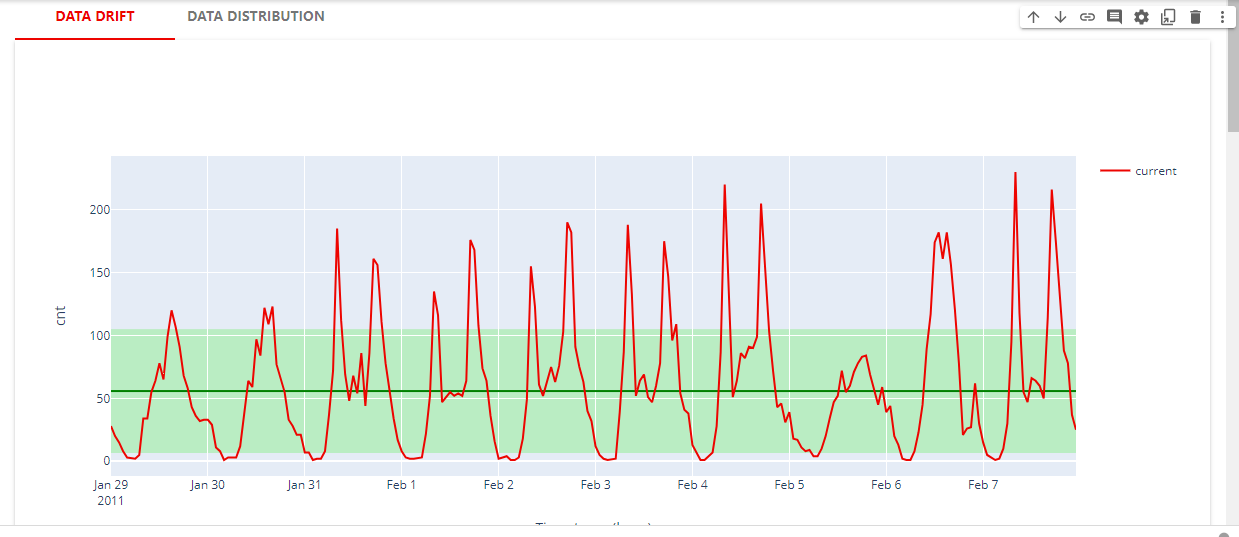 DATA DRIFT DATA DISTRIBUTION
current
cnt
200
150
100
50
0
Jan 29 Jan 30 Jan 31 Feb 1 Feb 2 Feb 3 Feb 4 Feb 5 Feb 6 Feb 7
2011